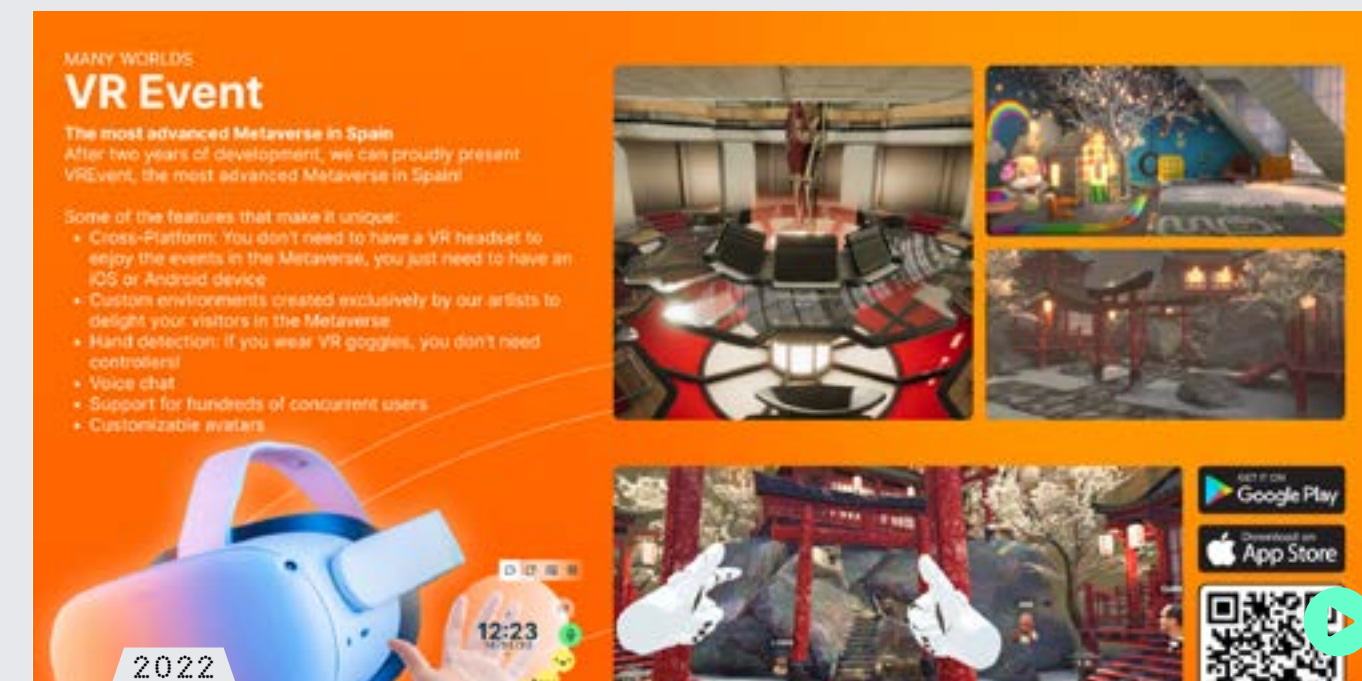 MANY WORLDS
VR Event
The most advanced Metaverse in Spain
After two years of development, we can proudly present
VREvent, the most advanced Metaverse in Spain!
Some of the features that make it unique:
• Cross-Platform: You don't need to have a VR headset to
enjoy the events in the Metaverse, you just need to have an
iOS or Android device
• Custom environments created exclusively by our artists to
delight your visitors in the Metaverse
• Hand detection: if you wear VR goggles, you don't need
controllers!
• Voice chat
• Support for hundreds of concurrent users
• Customizable avatars
GET IT ON
Google Play
Download on
App Store
12:23
2022